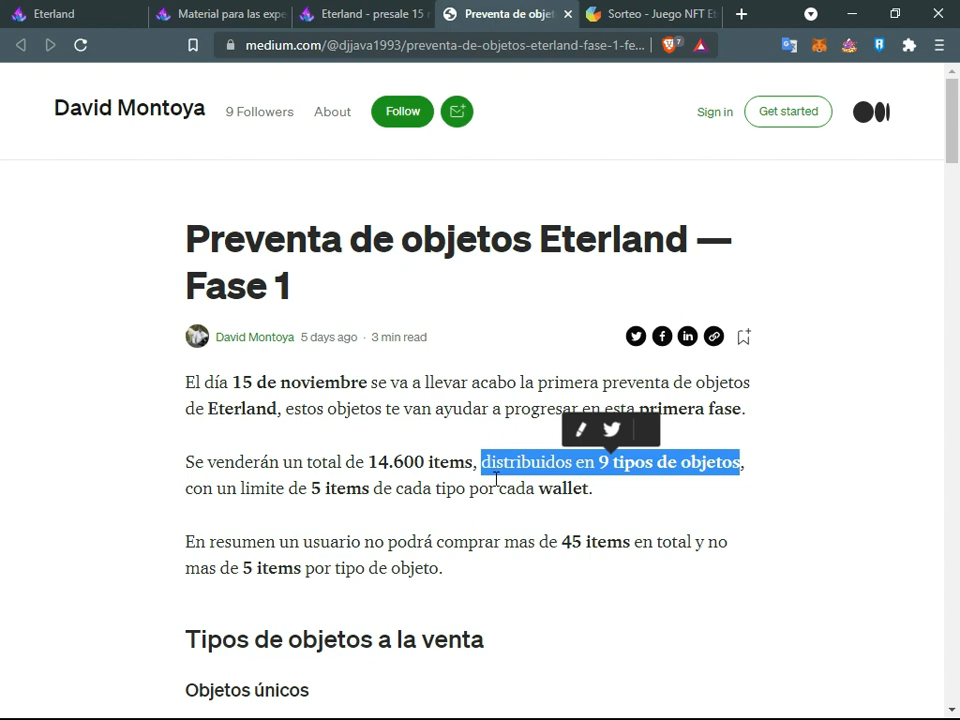 Eterland
Material para las expe
Eterland - presale 15
Preventa de objet
Sorteo - Juego NFT Et
medium.com/@djjava1993/preventa-de-objetos-eterland-fase-1-fe...
7
David Montoya
9 Followers
About
Follow
Sign in
Get started
Preventa de objetos Eterland —
Fase 1
David Montoya 5 days ago · 3 min read
El día 15 de noviembre se va a llevar acabo la primera preventa de objetos
de Eterland, estos objetos te van ayudar a progresar en esta primera fase.
Se venderán un total de 14.600 items, distribuidos en 9 tipos de objetos,
con un limite de 5 items de cada tipo por cada wallet.
En resumen un usuario no podrá comprar mas de 45 items en total y no
mas de 5 items por tipo de objeto.
Tipos de objetos a la venta
Objetos únicos